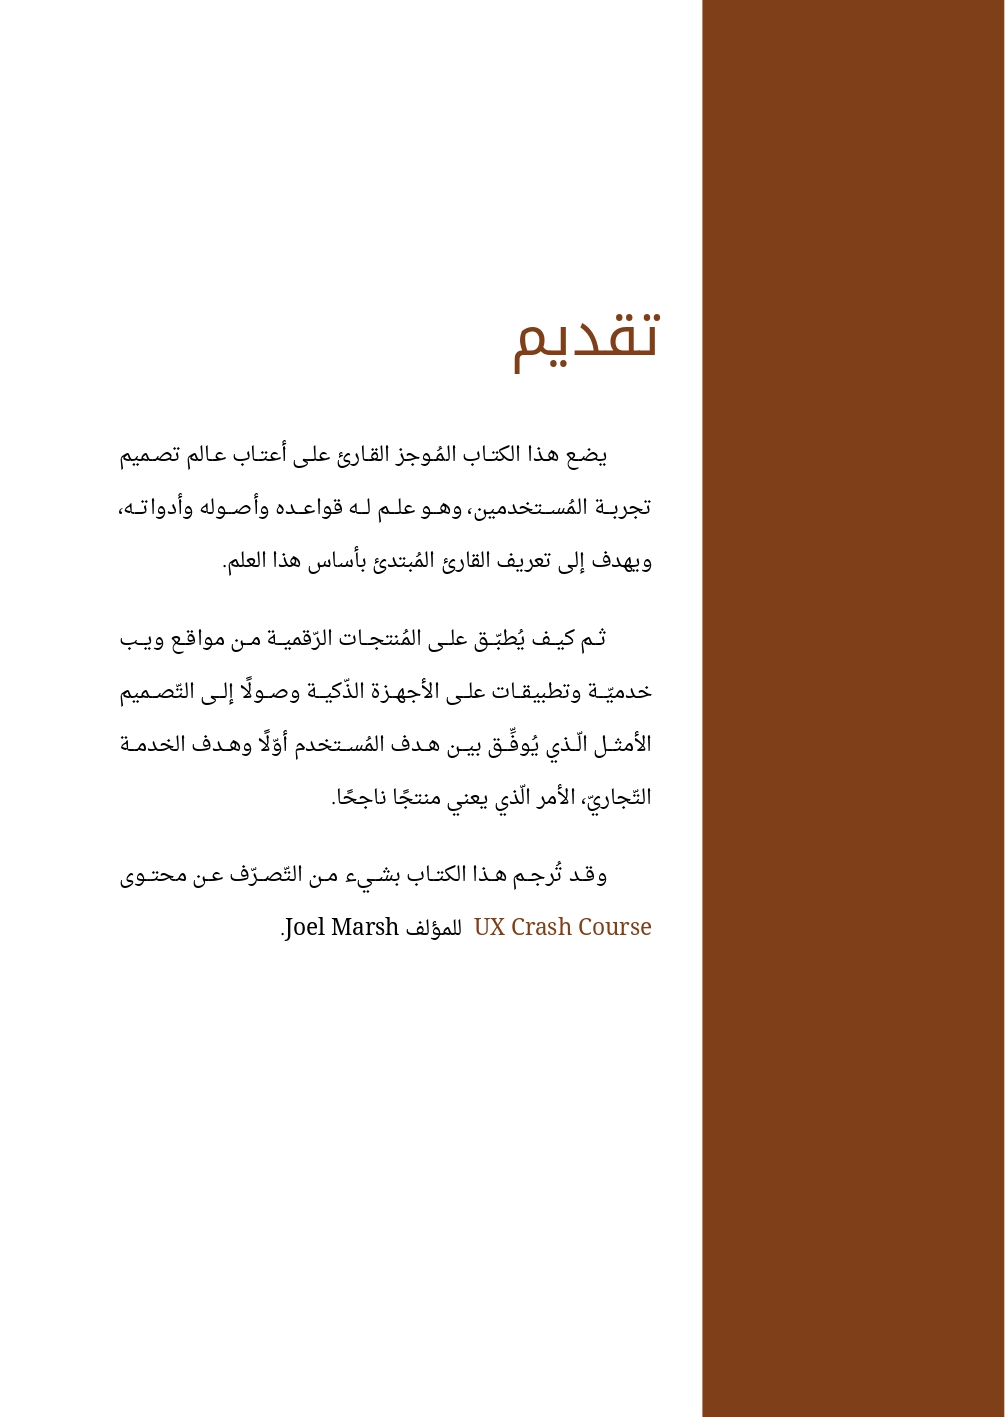 تقديم
يضع هذا الكتاب المُوجز القارئ على أعتاب عالم تصميم
تجربة المُستخدمين، وهو علم له قواعده وأصوله وأدواته،
ويهدف إلى تعريف القارئ المُبتدئ بأساس هذا العلم.
ثم كيف يُطبّق على المُنتجات الرّقمية من مواقع ويب
خدميّة وتطبيقات على الأجهزة الذّكية وصولًا إلى التّصميم
الأمثل الّذي يُوفِّق بين هدف المُستخدم أوّلًا وهدف الخدمة
التّجاريّ، الأمر الّذي يعني منتجًا ناجحًا.
وقد تُرجم هذا الكتاب بشيء من التّصرّف عن محتوى
UX Crash Course للمؤلف Joel Marsh.